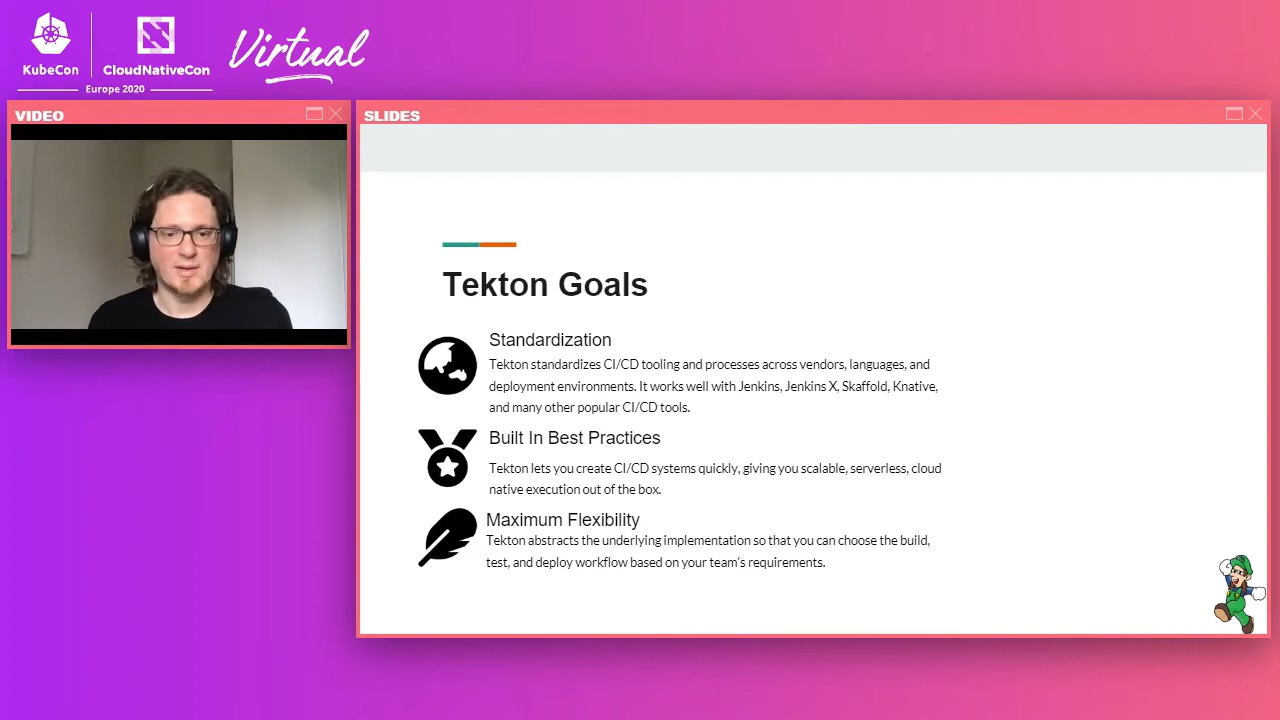 KubeCon
CloudNativeCon
Europe 2020
Virtual
VIDEO
SLIDES
Tekton Goals
Standardization
Tekton standardizes CI/CD tooling and processes across vendors, languages, and
deployment environments. It works well with Jenkins, Jenkins X, Skaffold, Knative,
and many other popular CI/CD tools.
Built In Best Practices
Tekton lets you create CI/CD systems quickly, giving you scalable, serverless, cloud
native execution out of the box.
Maximum Flexibility
Tekton abstracts the underlying implementation so that you can choose the build,
test, and deploy workflow based on your team's requirements.